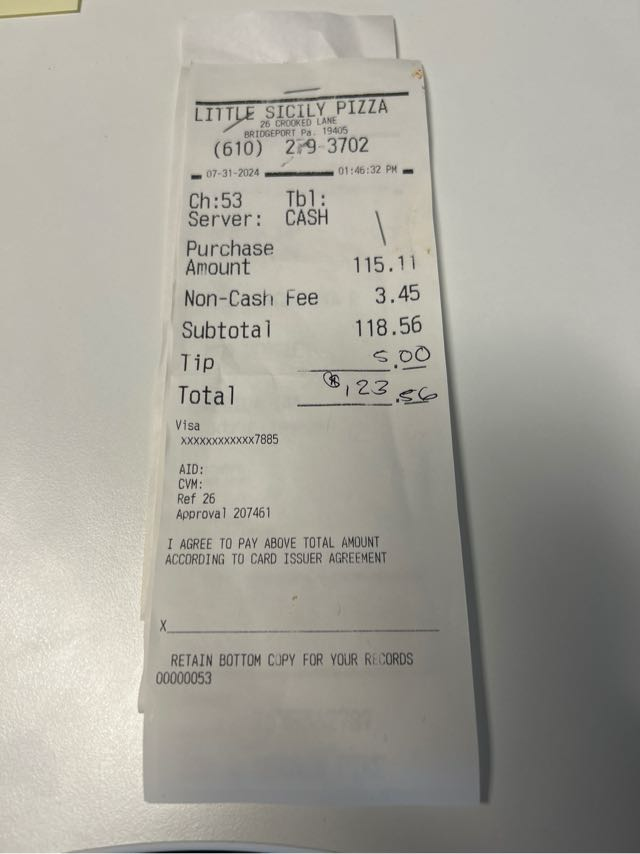 LITTLE SICILY PIZZA
26 CROOKED LANE
BRIDGEPORT Pa. 19405
(610) 279-3702
07-31-2024 01:46:32 PM
Ch:53 Tbl:
Server: CASH
Purchase
Amount 115.11
Non-Cash Fee 3.45
Subtotal 118.56
Tip 5.00
Total $123.56
Visa
xxxxxxxxxxxx7885
AID:
CVM:
Ref 26
Approval 207461
I AGREE TO PAY ABOVE TOTAL AMOUNT
ACCORDING TO CARD ISSUER AGREEMENT
X
RETAIN BOTTOM COPY FOR YOUR RECORDS
00000053